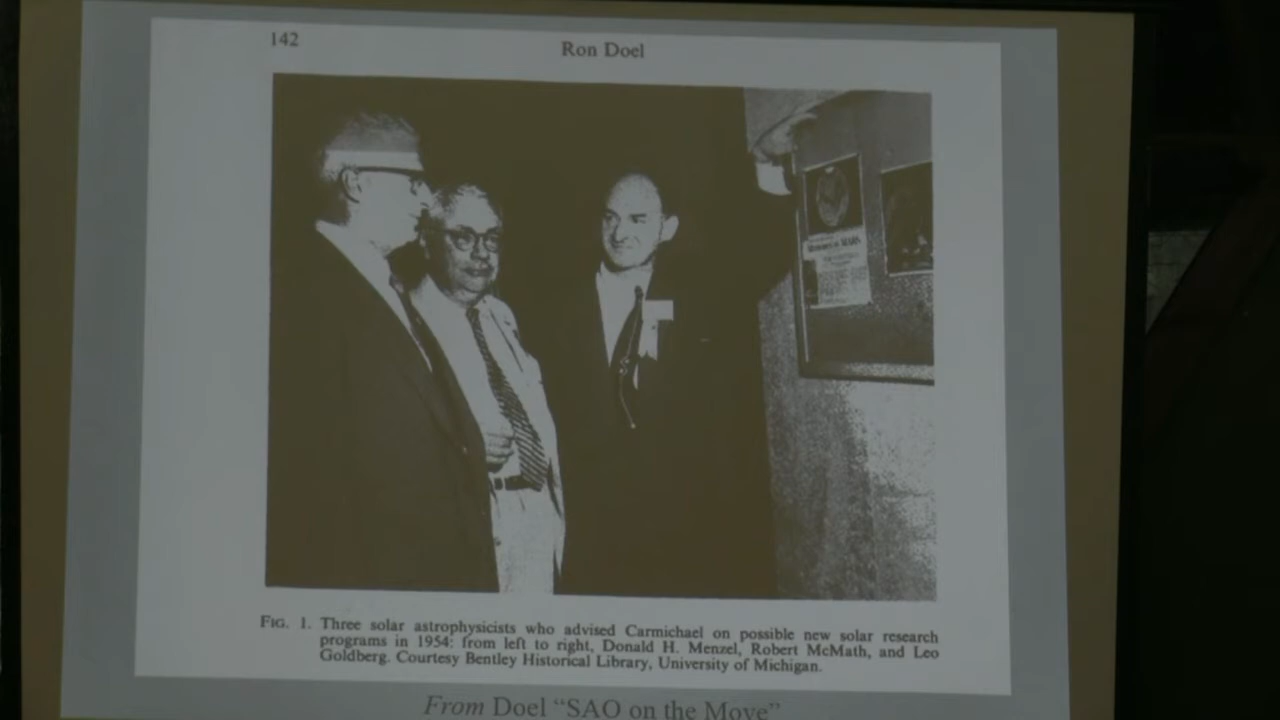 142
Ron Doel
FIG. 1. Three solar astrophysicists who advised Carmichael on possible new solar research
programs in 1954: from left to right, Donald H. Menzel, Robert McMath, and Leo
Goldberg. Courtesy Bentley Historical Library, University of Michigan.
From Doel “SAO on the Move”